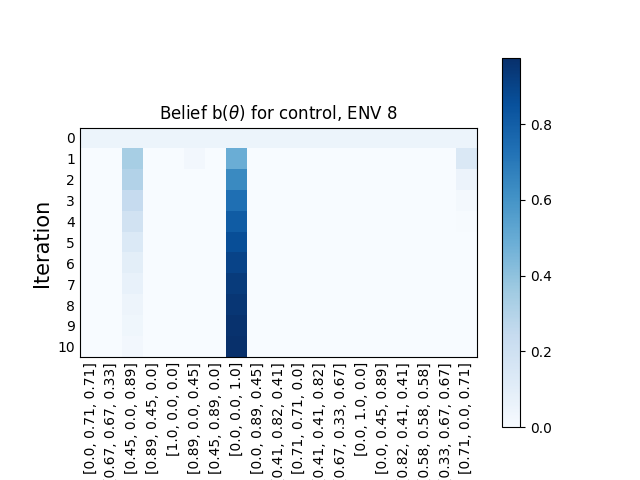 Belief b(θ) for control, ENV 8
Iteration
0
1
2
3
4
5
6
7
8
9
10
[0.0, 0.71, 0.71]
0.67, 0.67, 0.33]
[0.45, 0.0, 0.89]
[0.89, 0.45, 0.0]
[1.0, 0.0, 0.0]
[0.89, 0.0, 0.45]
[0.45, 0.89, 0.0]
[0.0, 0.0, 1.0]
[0.0, 0.89, 0.45]
0.41, 0.82, 0.41]
[0.71, 0.71, 0.0]
0.41, 0.41, 0.82]
0.67, 0.33, 0.67]
[0.0, 1.0, 0.0]
[0.0, 0.45, 0.89]
0.82, 0.41, 0.41]
0.58, 0.58, 0.58]
0.33, 0.67, 0.67]
[0.71, 0.0, 0.71]
0.8
0.6
0.4
0.2
0.0